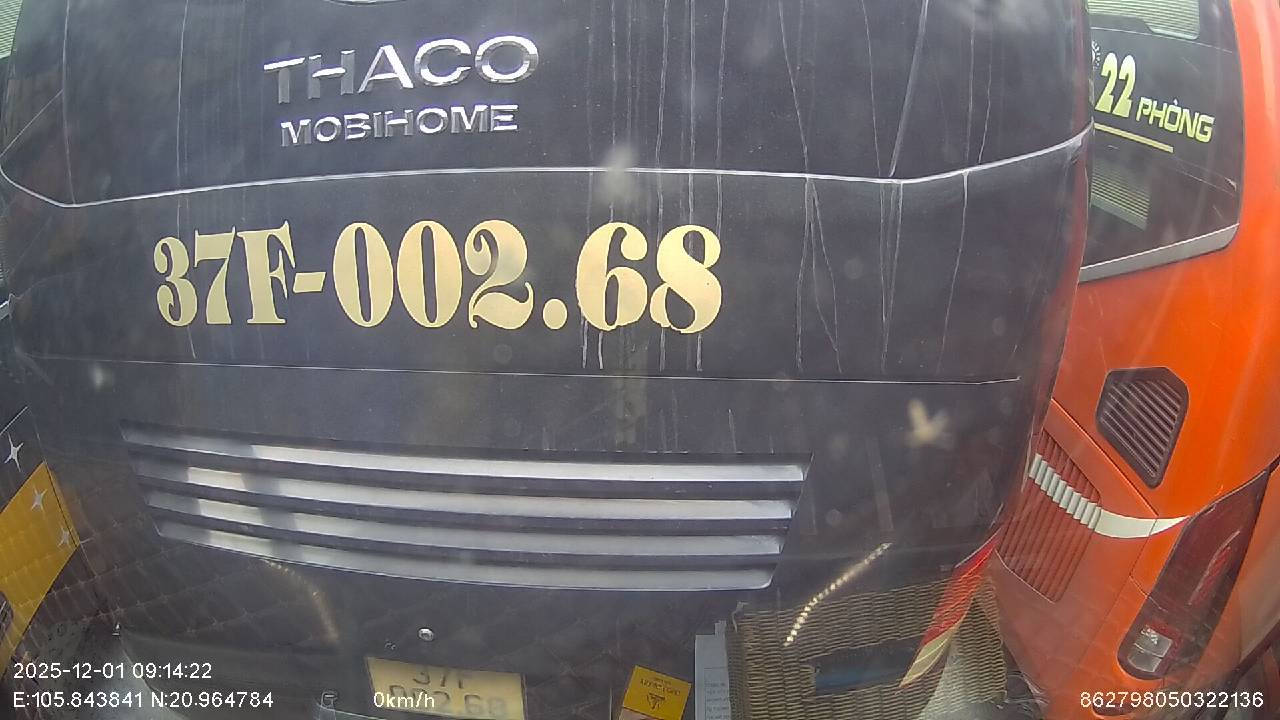 THACO
MOBIHOME
22 PHÒNG
37F-002.68
2025-12-01 09:14:22
E:105.843841 N:20.964784
0km/h
862798050322136